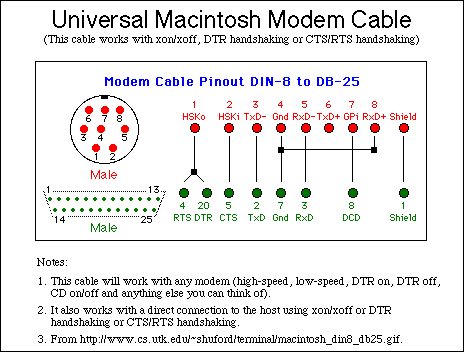 Universal Macintosh Modem Cable
(This cable works with xon/xoff, DTR handshaking or CTS/RTS handshaking)
Modem Cable Pinout DIN-8 to DB-25
6 7 8
3 4 5
1 2
Male
1 2 3 4 5 6 7 8
HSKo HSKi TxD- Gnd RxD- TxD+ GPi RxD+ Shield
1 13
14 25
Male
4 20 5 2 7 3 8 1
RTS DTR CTS TxD Gnd RxD DCD Shield
Notes:
1. This cable will work with any modem (high-speed, low-speed, DTR on, DTR off,
CD on/off and anything else you can think of).
2. It also works with a direct connection to the host using xon/xoff or DTR
handshaking or CTS/RTS handshaking.
3. From http://www.cs.utk.edu/~shuford/terminal/macintosh_din8_db25.gif.